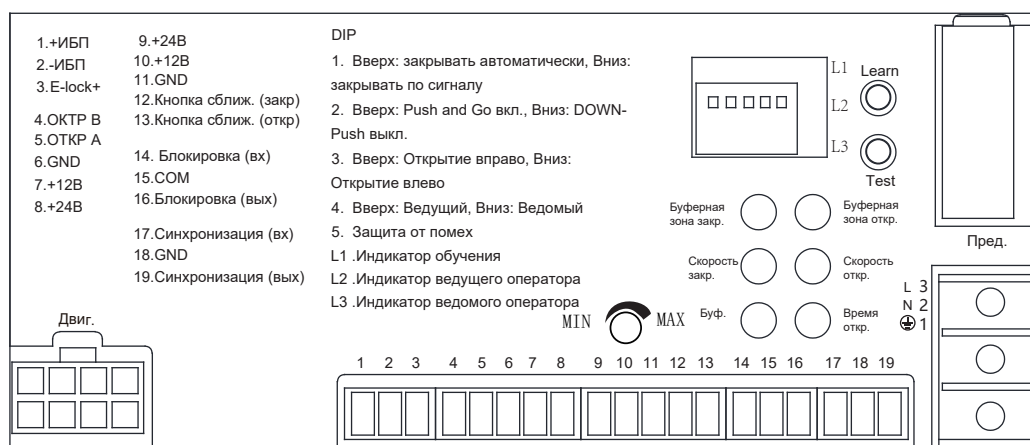 1.+ИБП
2.-ИБП
3.E-lock+
4.ОКТР В
5.ОТКР А
6.GND
7.+12В
8.+24В
9.+24В
10.+12В
11.GND
12.Кнопка сближ. (закр)
13.Кнопка сближ. (откр)
14. Блокировка (вх)
15.COM
16.Блокировка (вых)
17.Синхронизация (вх)
18.GND
19.Синхронизация (вых)
DIP
1. Вверх: закрывать автоматически, Вниз:
закрывать по сигналу
2. Вверх: Push and Go вкл., Вниз: DOWN-
Push выкл.
3. Вверх: Открытие вправо, Вниз:
Открытие влево
4. Вверх: Ведущий, Вниз: Ведомый
5. Защита от помех
L1 .Индикатор обучения
L2 .Индикатор ведущего оператора
L3 .Индикатор ведомого оператора
L1
L2
L3
Learn
Test
Буферная
зона закр.
Буферная
зона откр.
Скорость
закр.
Скорость
откр.
Буф.
Время
откр.
MIN
MAX
Пред.
L 3
N 2
1
Двиг.
1 2 3 4 5 6 7 8 9 10 11 12 13 14 15 16 17 18 19